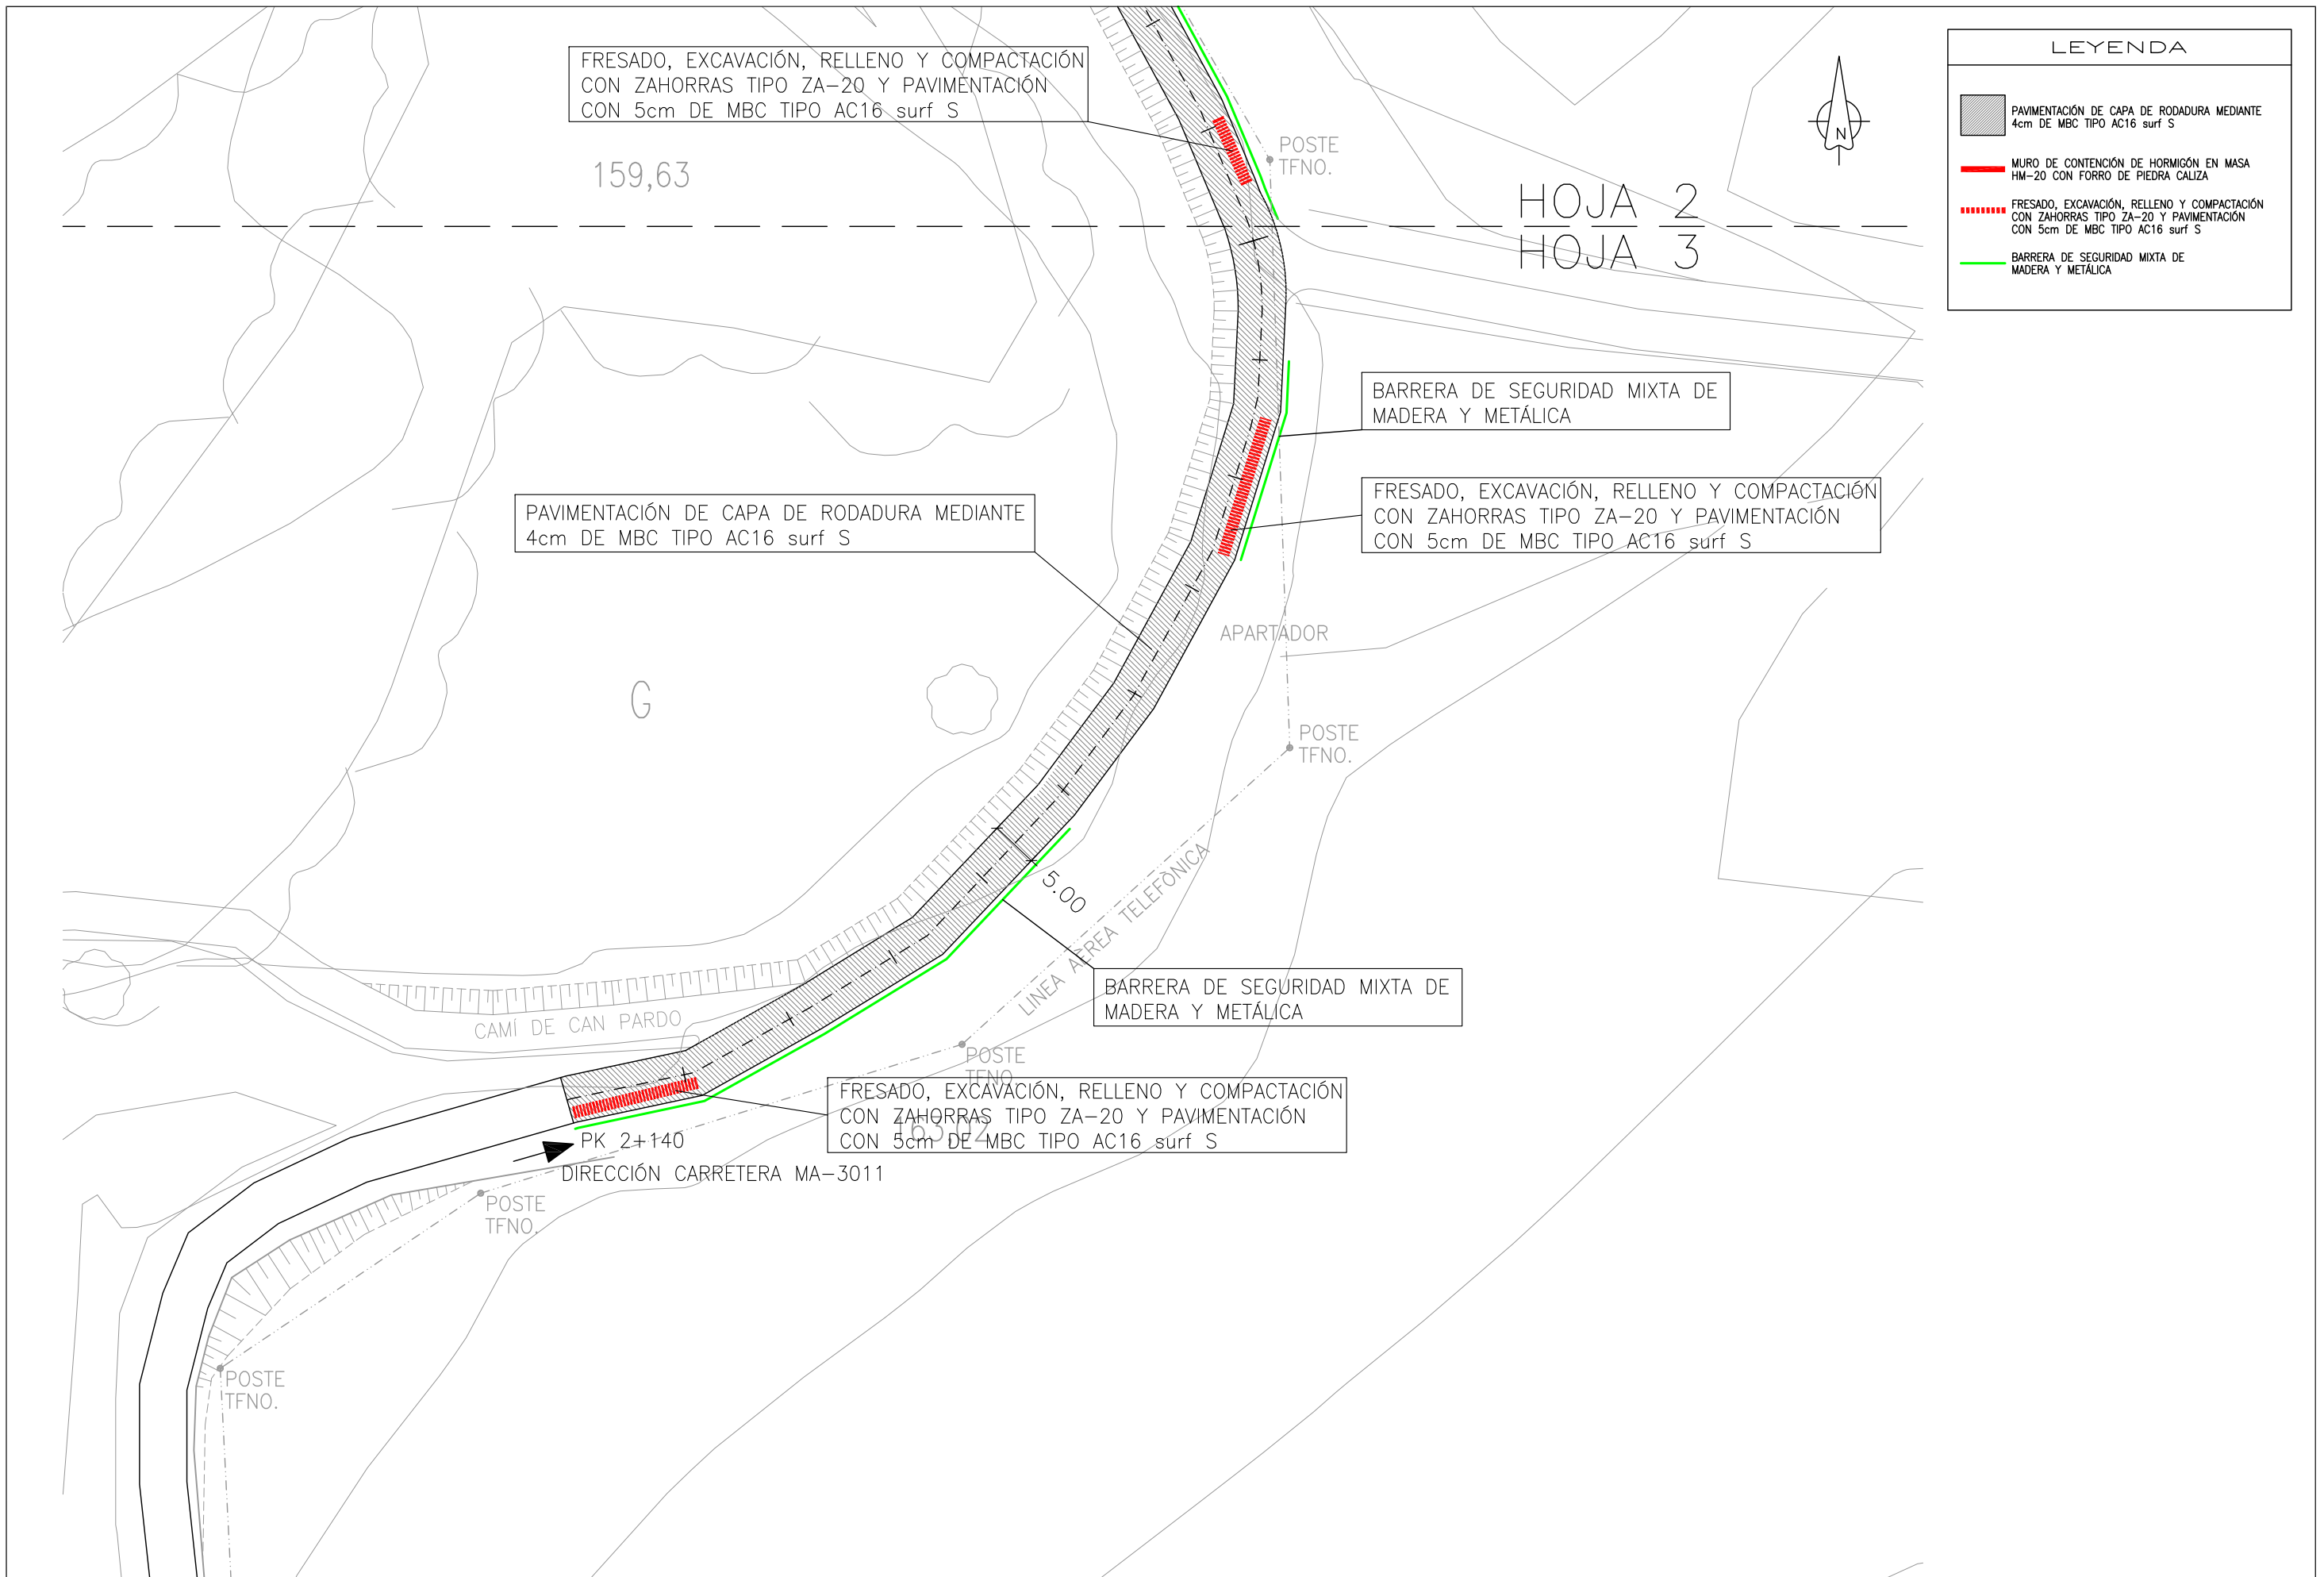 FRESADO, EXCAVACIÓN, RELLENO Y COMPACTACIÓN
CON ZAHORRAS TIPO ZA-20 Y PAVIMENTACIÓN
CON 5cm DE MBC TIPO AC16 surf S
159,63
POSTE
TFNO.
HOJA 2
HOJA 3
N
LEYENDA
PAVIMENTACIÓN DE CAPA DE RODADURA MEDIANTE
4cm DE MBC TIPO AC16 surf S
MURO DE CONTENCIÓN DE HORMIGÓN EN MASA
HM-20 CON FORRO DE PIEDRA CALIZA
FRESADO, EXCAVACIÓN, RELLENO Y COMPACTACIÓN
CON ZAHORRAS TIPO ZA-20 Y PAVIMENTACIÓN
CON 5cm DE MBC TIPO AC16 surf S
BARRERA DE SEGURIDAD MIXTA DE
MADERA Y METÁLICA
BARRERA DE SEGURIDAD MIXTA DE
MADERA Y METÁLICA
FRESADO, EXCAVACIÓN, RELLENO Y COMPACTACIÓN
CON ZAHORRAS TIPO ZA-20 Y PAVIMENTACIÓN
CON 5cm DE MBC TIPO AC16 surf S
PAVIMENTACIÓN DE CAPA DE RODADURA MEDIANTE
4cm DE MBC TIPO AC16 surf S
APARTADOR
G
POSTE
TFNO.
5.00
LINEA AÉREA TELEFÓNICA
BARRERA DE SEGURIDAD MIXTA DE
MADERA Y METÁLICA
CAMÍ DE CAN PARDO
POSTE
TFNO.
FRESADO, EXCAVACIÓN, RELLENO Y COMPACTACIÓN
CON ZAHORRAS TIPO ZA-20 Y PAVIMENTACIÓN
CON 5cm DE MBC TIPO AC16 surf S
163,02
PK 2+140
DIRECCIÓN CARRETERA MA-3011
POSTE
TFNO.
POSTE
TFNO.